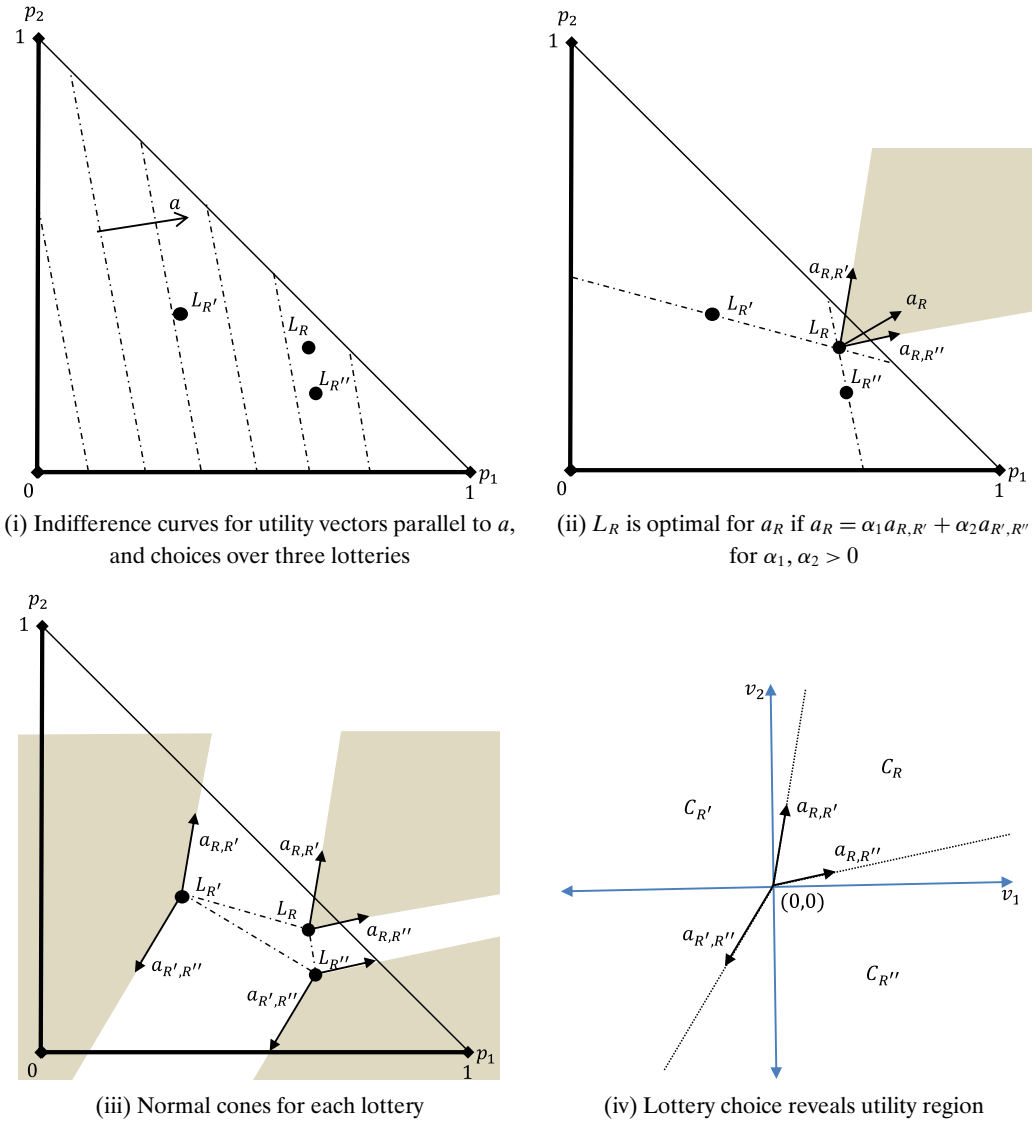 p₂
1
a
L_{R′}
L_R
L_{R′′}
0
1
p₁
(i) Indifference curves for utility vectors parallel to a,
and choices over three lotteries
p₂
1
a_{R,R′}
a_R
L_{R′}
L_R
a_{R,R′′}
L_{R′′}
0
1
p₁
(ii) L_R is optimal for a_R if a_R = α₁a_{R,R′} + α₂a_{R′,R′′}
for α₁, α₂ > 0
p₂
1
a_{R,R′}
a_{R,R′}
L_{R′}
L_R
a_{R,R′′}
L_{R′′}
a_{R′,R′′}
a_{R′,R′′}
0
1
p₁
(iii) Normal cones for each lottery
v₂
C_R
C_{R′}
a_{R,R′}
a_{R,R′′}
(0,0)
v₁
a_{R′,R′′}
C_{R′′}
(iv) Lottery choice reveals utility region